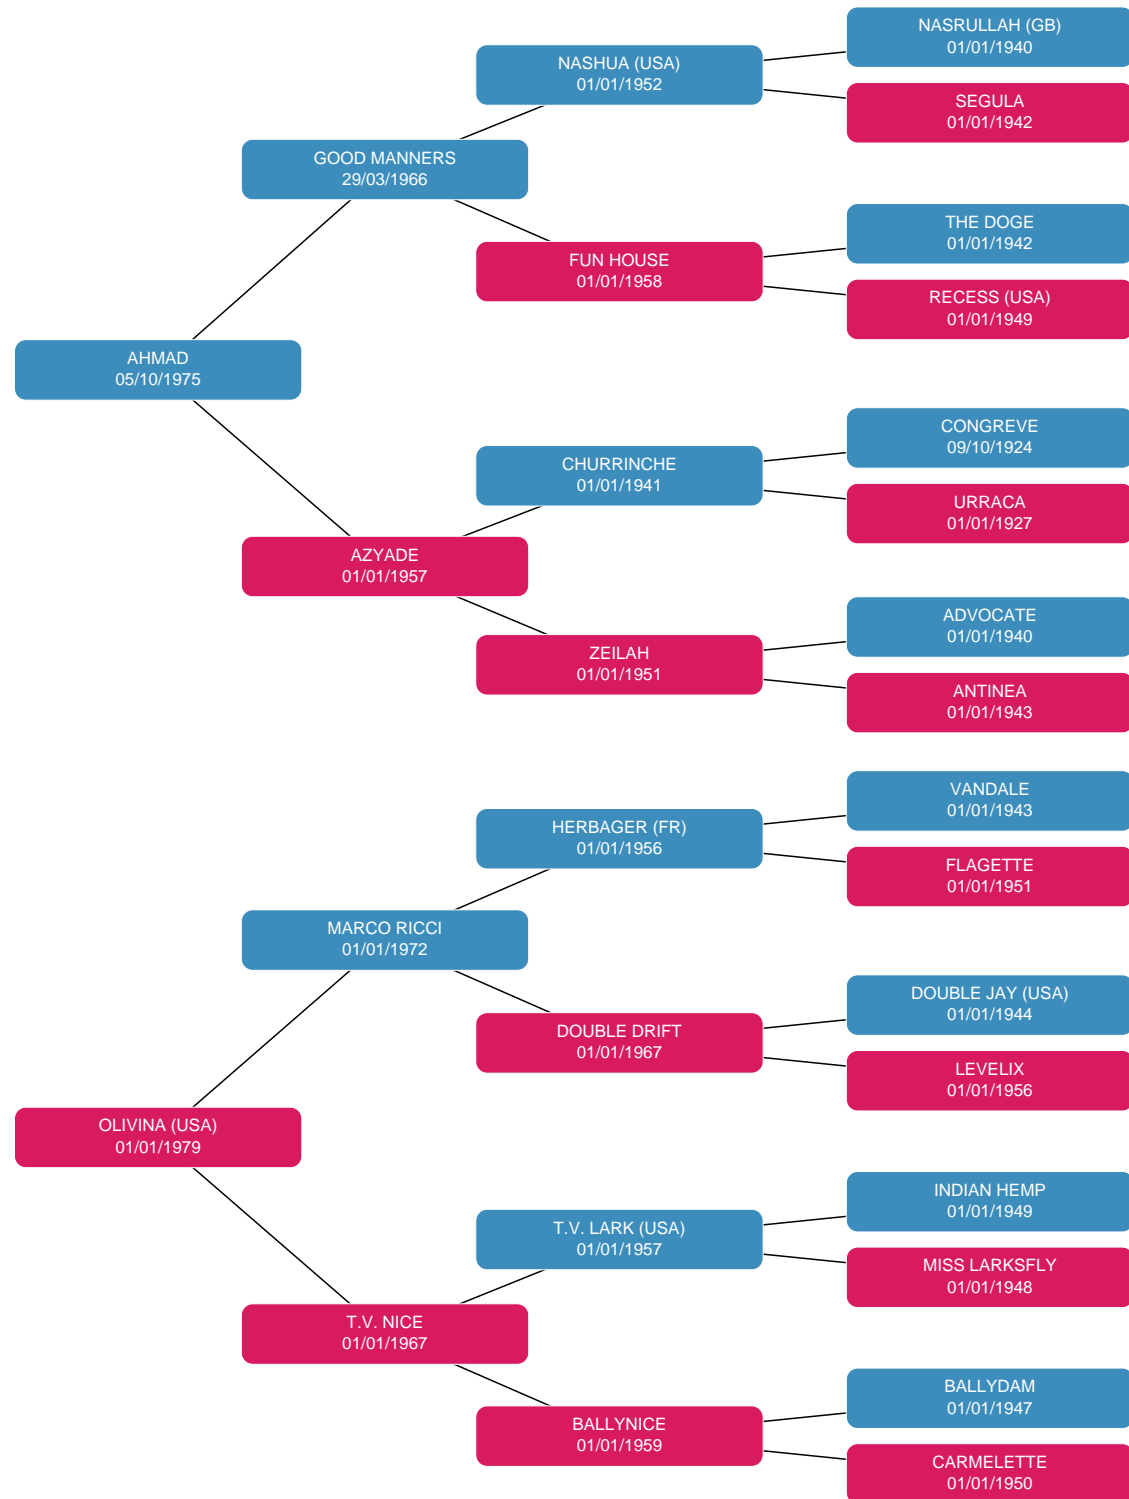 NASRULLAH (GB)
01/01/1940
NASHUA (USA)
01/01/1952
SEGULA
01/01/1942
GOOD MANNERS
29/03/1966
THE DOGE
01/01/1942
FUN HOUSE
01/01/1958
RECESS (USA)
01/01/1949
AHMAD
05/10/1975
CONGREVE
09/10/1924
CHURRINCHE
01/01/1941
URRACA
01/01/1927
AZYADE
01/01/1957
ADVOCATE
01/01/1940
ZEILAH
01/01/1951
ANTINEA
01/01/1943
VANDALE
01/01/1943
HERBAGER (FR)
01/01/1956
FLAGETTE
01/01/1951
MARCO RICCI
01/01/1972
DOUBLE JAY (USA)
01/01/1944
DOUBLE DRIFT
01/01/1967
LEVELIX
01/01/1956
OLIVINA (USA)
01/01/1979
INDIAN HEMP
01/01/1949
T.V. LARK (USA)
01/01/1957
MISS LARKSFLY
01/01/1948
T.V. NICE
01/01/1967
BALLYDAM
01/01/1947
BALLYNICE
01/01/1959
CARMELETTE
01/01/1950